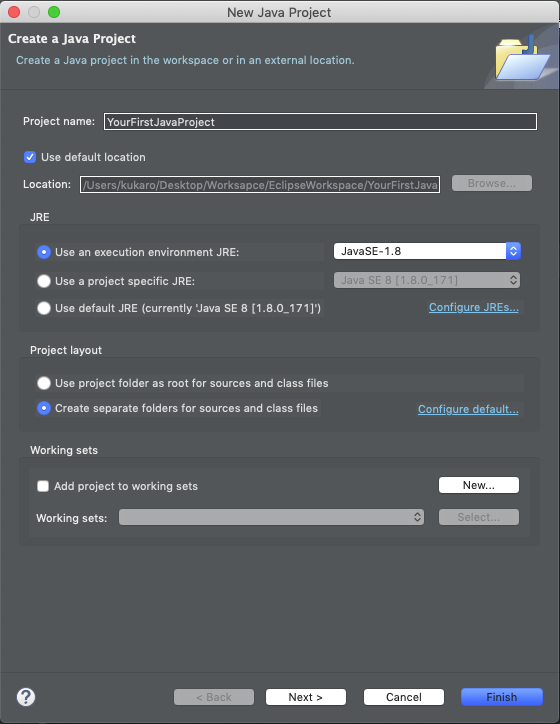 New Java Project
Create a Java Project
Create a Java project in the workspace or in an external location.
Project name: YourFirstJavaProject
Use default location
Location: /Users/kukaro/Desktop/Worksapce/EclipseWorkspace/YourFirstJava Browse...
JRE
Use an execution environment JRE: JavaSE-1.8
Use a project specific JRE: Java SE 8 [1.8.0_171]
Use default JRE (currently 'Java SE 8 [1.8.0_171]') Configure JREs...
Project layout
Use project folder as root for sources and class files
Create separate folders for sources and class files Configure default...
Working sets
Add project to working sets New...
Working sets: Select...
? < Back Next > Cancel Finish